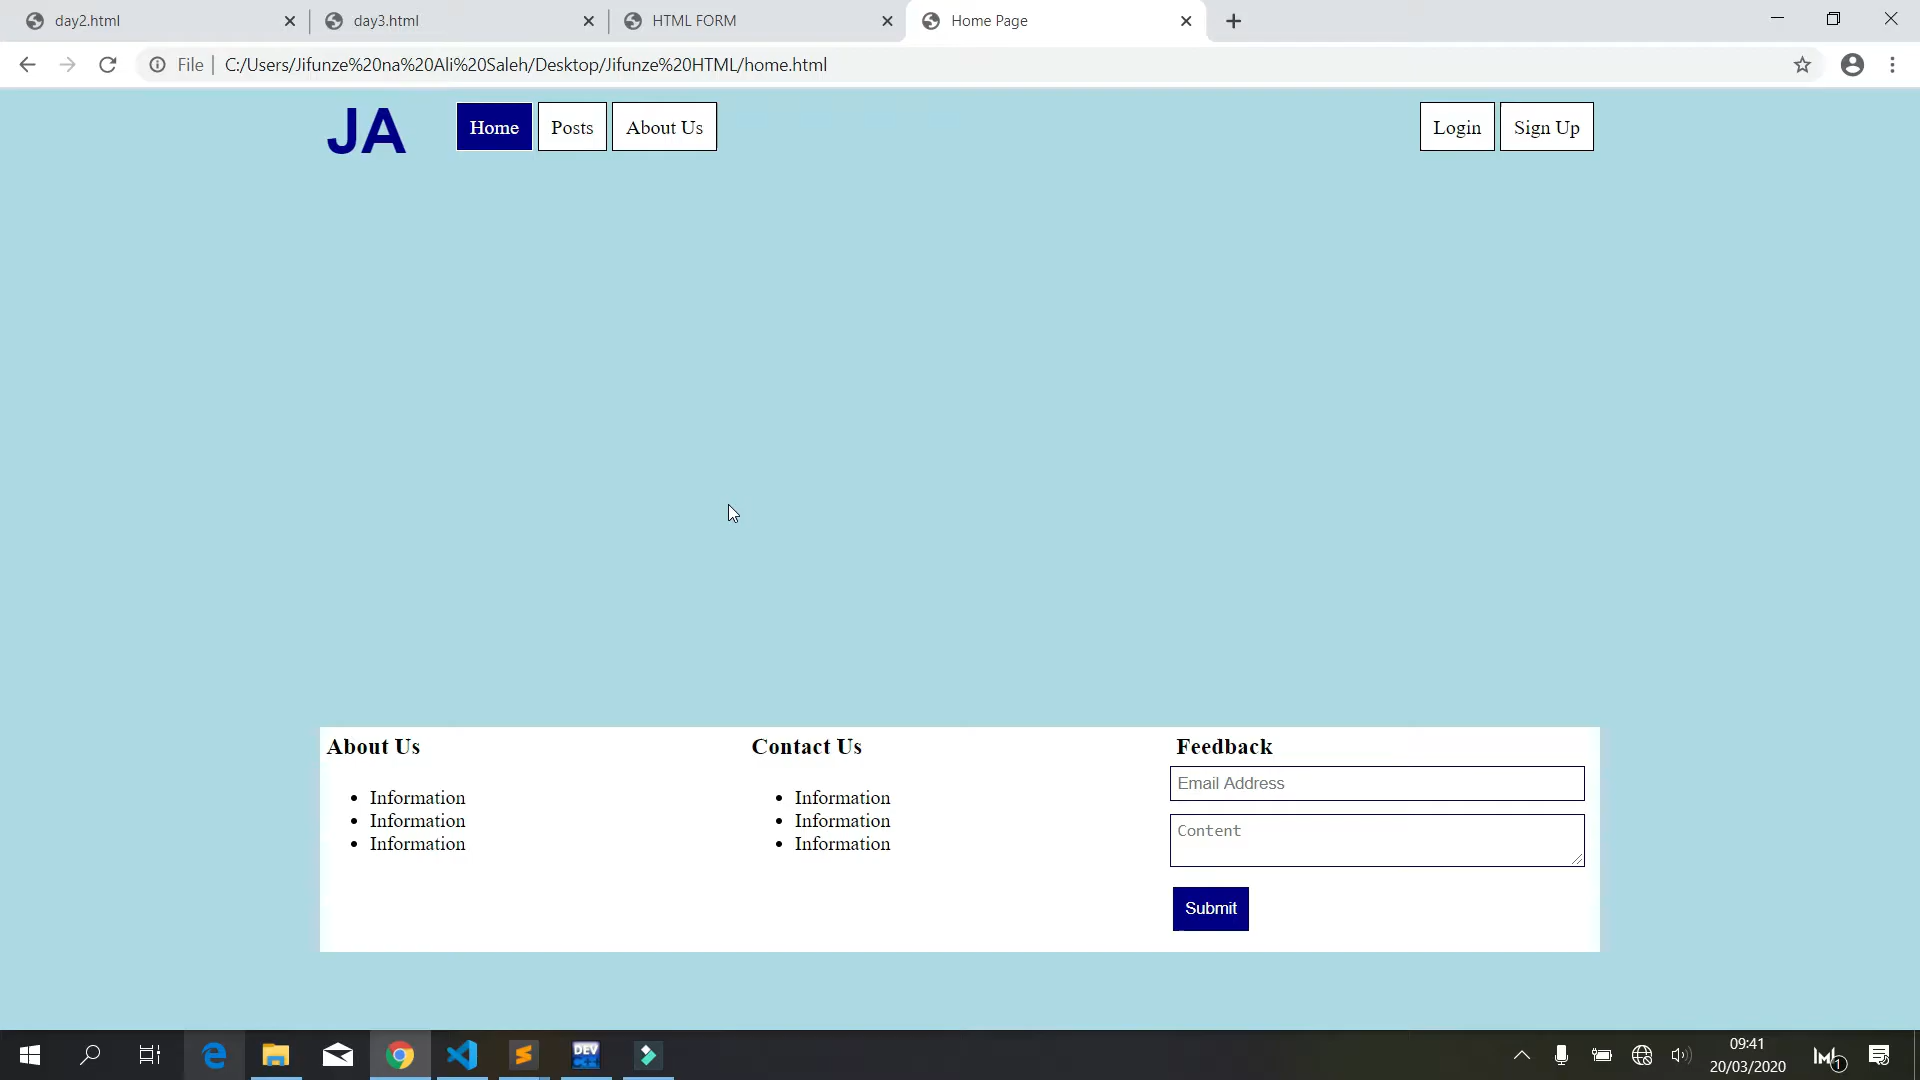 day2.html
day3.html
HTML FORM
Home Page
File | C:/Users/Jifunze%20na%20Ali%20Saleh/Desktop/Jifunze%20HTML/home.html
JA
Home
Posts
About Us
Login
Sign Up
About Us
Information
Information
Information
Contact Us
Information
Information
Information
Feedback
Email Address
Content
Submit
DEV
C++
09:41
20/03/2020
1